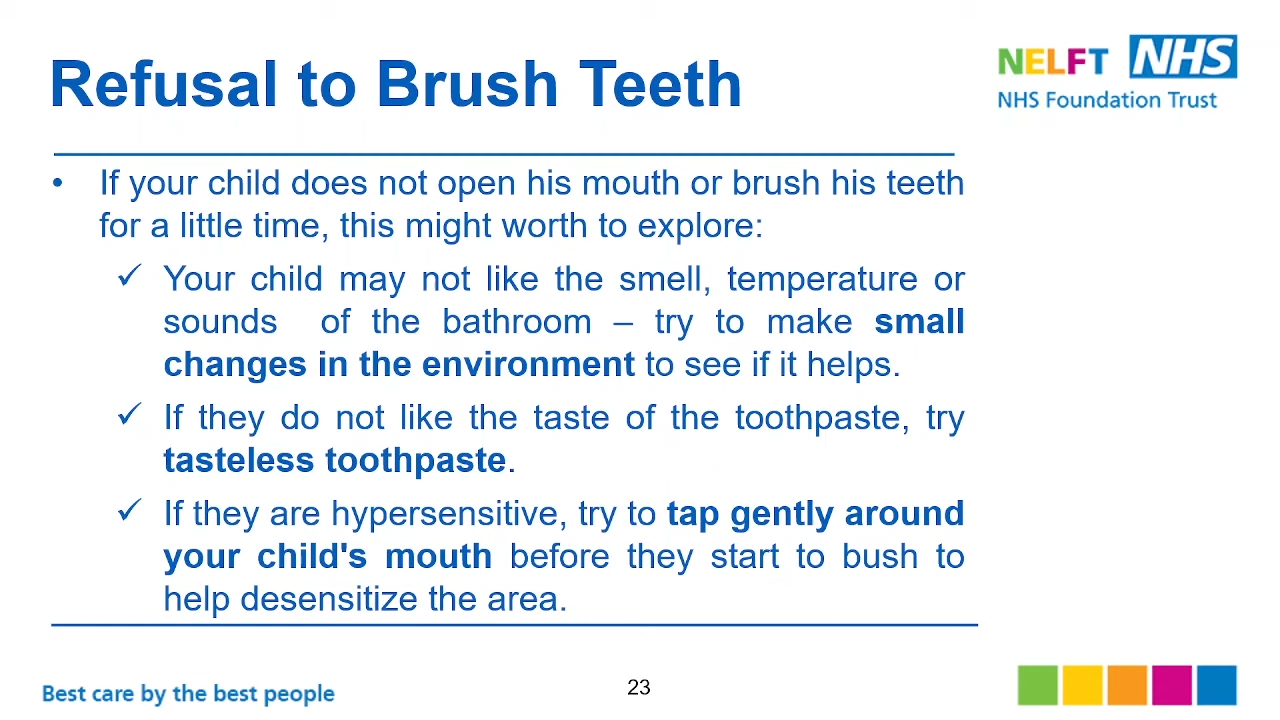 Refusal to Brush Teeth
NELFT NHS
NHS Foundation Trust
• If your child does not open his mouth or brush his teeth
for a little time, this might worth to explore:
✓ Your child may not like the smell, temperature or
sounds of the bathroom – try to make small
changes in the environment to see if it helps.
✓ If they do not like the taste of the toothpaste, try
tasteless toothpaste.
✓ If they are hypersensitive, try to tap gently around
your child's mouth before they start to bush to
help desensitize the area.
Best care by the best people
23